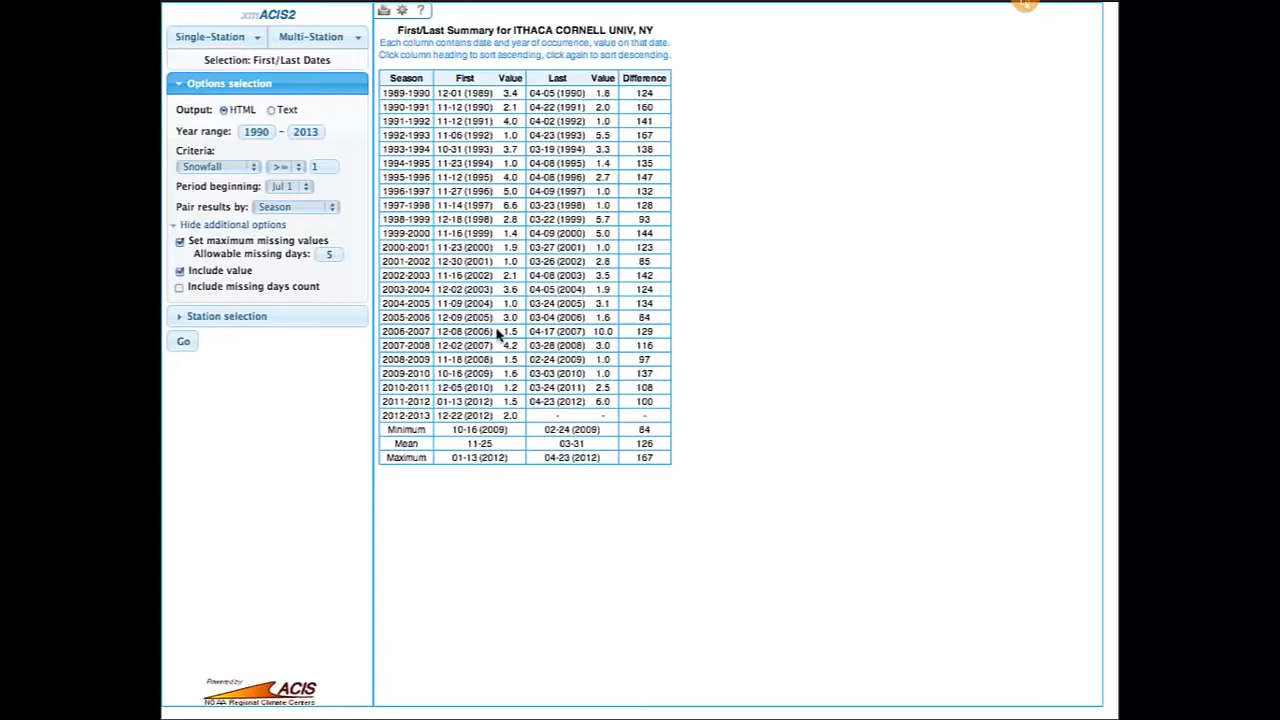 xmACIS2
Single-Station Multi-Station
Selection: First/Last Dates
Options selection
Output: HTML Text
Year range: 1990 - 2013
Criteria:
Snowfall >= 1
Period beginning: Jul 1
Pair results by: Season
Hide additional options
Set maximum missing values
Allowable missing days: 5
Include value
Include missing days count
Station selection
Go
Powered by
ACIS
NOAA Regional Climate Centers
?
First/Last Summary for ITHACA CORNELL UNIV, NY
Each column contains date and year of occurrence, value on that date.
Click column heading to sort ascending, click again to sort descending.
Season First Value Last Value Difference
1989-1990 12-01 (1989) 3.4 04-05 (1990) 1.8 124
1990-1991 11-12 (1990) 2.1 04-22 (1991) 2.0 160
1991-1992 11-12 (1991) 4.0 04-02 (1992) 1.0 141
1992-1993 11-06 (1992) 1.0 04-23 (1993) 5.5 167
1993-1994 10-31 (1993) 3.7 03-19 (1994) 3.3 138
1994-1995 11-23 (1994) 1.0 04-08 (1995) 1.4 135
1995-1996 11-12 (1995) 4.0 04-08 (1996) 2.7 147
1996-1997 11-27 (1996) 5.0 04-09 (1997) 1.0 132
1997-1998 11-14 (1997) 6.6 03-23 (1998) 1.0 128
1998-1999 12-18 (1998) 2.8 03-22 (1999) 5.7 93
1999-2000 11-16 (1999) 1.4 04-09 (2000) 5.0 144
2000-2001 11-23 (2000) 1.9 03-27 (2001) 1.0 123
2001-2002 12-30 (2001) 1.0 03-26 (2002) 2.8 85
2002-2003 11-16 (2002) 2.1 04-08 (2003) 3.5 142
2003-2004 12-02 (2003) 3.6 04-05 (2004) 1.9 124
2004-2005 11-09 (2004) 1.0 03-24 (2005) 3.1 134
2005-2006 12-09 (2005) 3.0 03-04 (2006) 1.6 84
2006-2007 12-08 (2006) 1.5 04-17 (2007) 10.0 129
2007-2008 12-02 (2007) 4.2 03-28 (2008) 3.0 116
2008-2009 11-18 (2008) 1.5 02-24 (2009) 1.0 97
2009-2010 10-16 (2009) 1.6 03-03 (2010) 1.0 137
2010-2011 12-05 (2010) 1.2 03-24 (2011) 2.5 108
2011-2012 01-13 (2012) 1.5 04-23 (2012) 6.0 100
2012-2013 12-22 (2012) 2.0 - - -
Minimum 10-16 (2009) 02-24 (2009) 84
Mean 11-25 03-31 126
Maximum 01-13 (2012) 04-23 (2012) 167